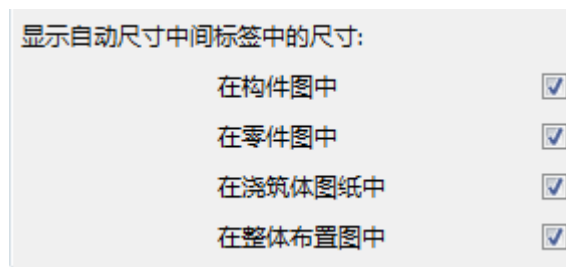 显示自动尺寸中间标签中的尺寸:
在构件图中
在零件图中
在浇筑体图纸中
在整体布置图中